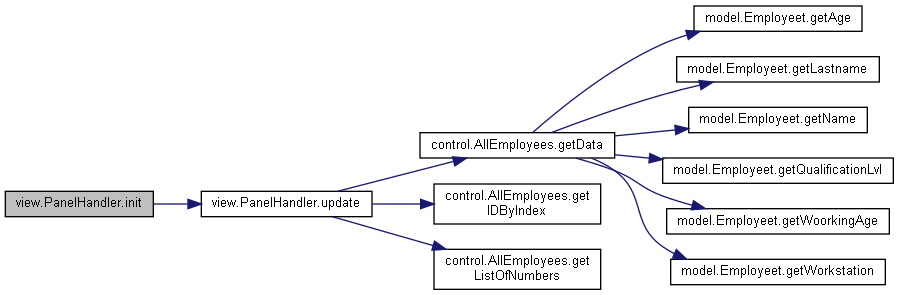 view.PanelHandler.init
view.PanelHandler.update
control.AllEmployees.getData
control.AllEmployees.get
IDByIndex
control.AllEmployees.get
ListOfNumbers
model.Employeet.getAge
model.Employeet.getLastname
model.Employeet.getName
model.Employeet.getQualificationLvl
model.Employeet.getWoorkingAge
model.Employeet.getWorkstation